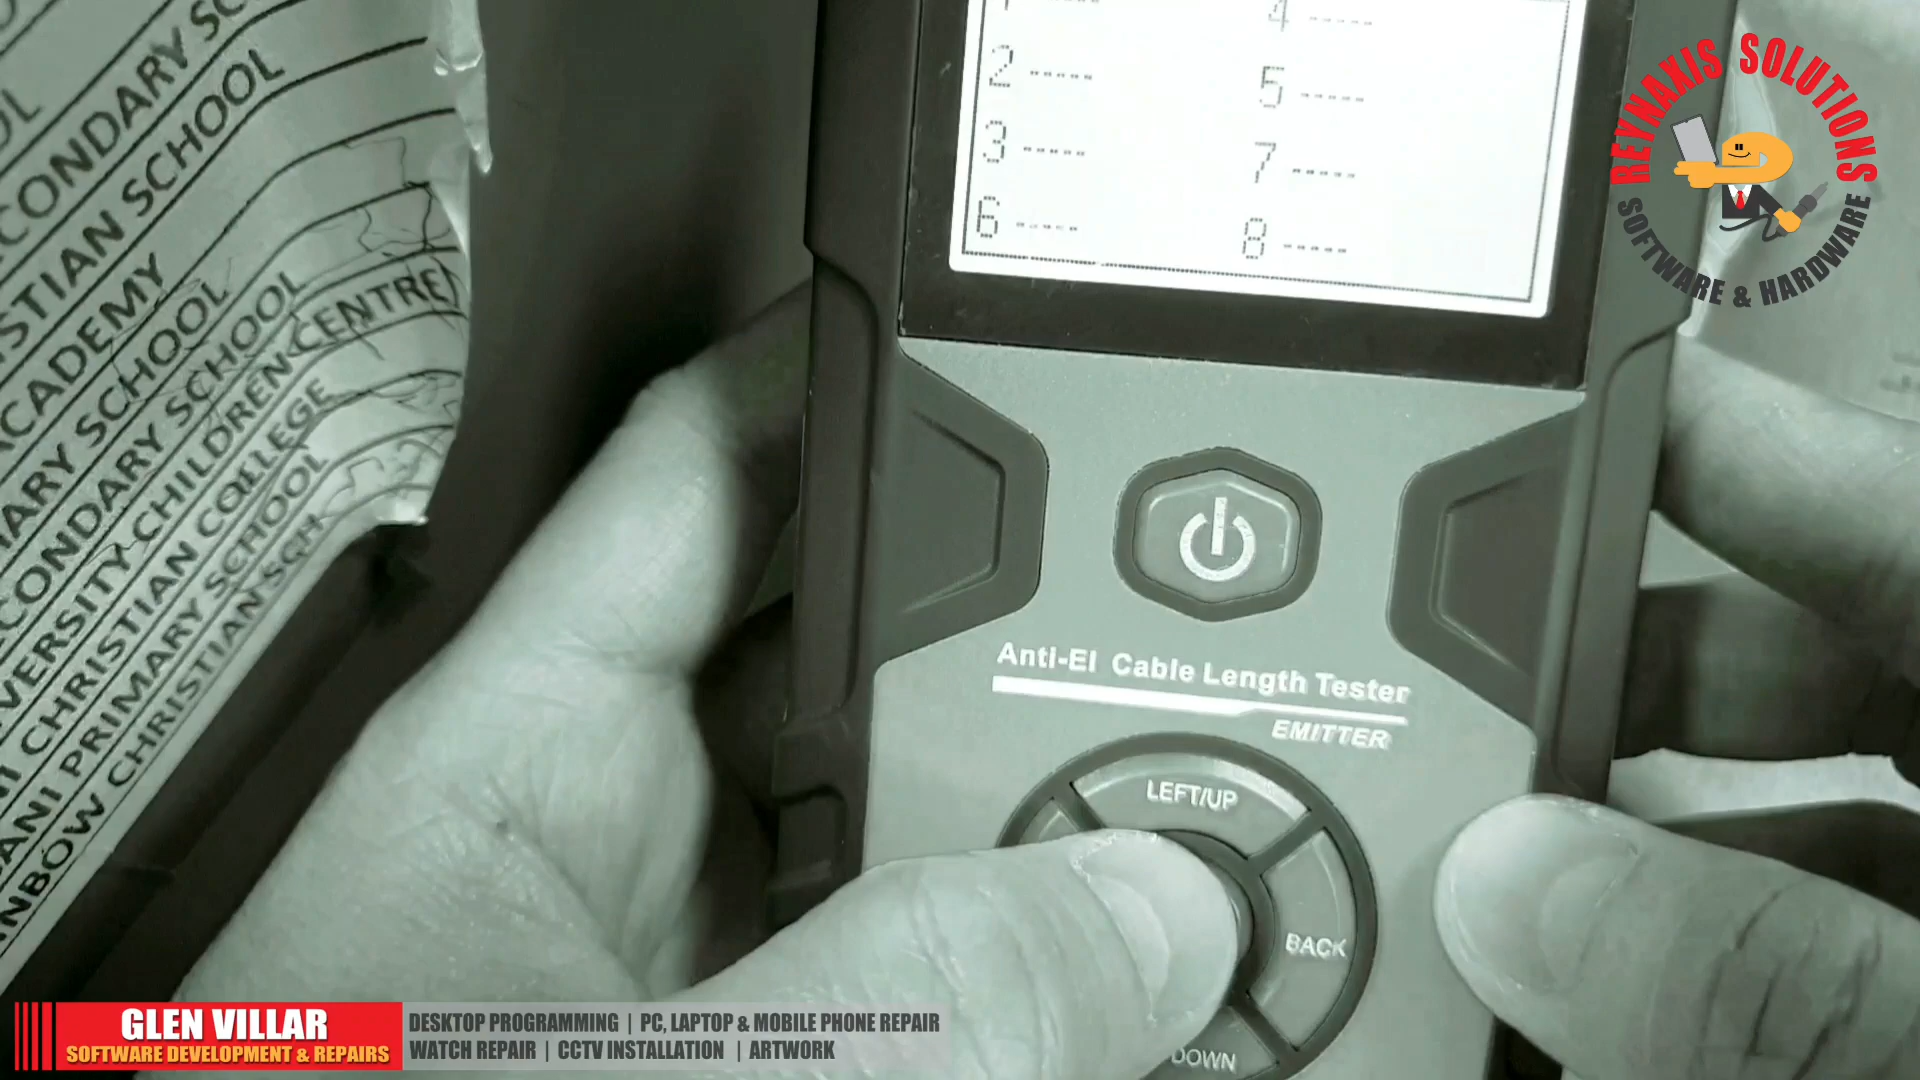 CONDARY SC
STIAN SCHOOL
ACADEMY
ARY SCHOOL
CONDARY SCHOOL
VERSITY CHILDREN CENTRE
CHRISTIAN COLLEGE
PRIMARY SCHOOL
NBOW CHRISTIAN SCH
4 -----
2 -----
5 -----
3 -----
7 -----
6 -----
8 -----
Anti-EI Cable Length Tester
EMITTER
LEFT/UP
BACK
DOWN
REYNAXIS SOLUTIONS
SOFTWARE & HARDWARE
GLEN VILLAR
SOFTWARE DEVELOPMENT & REPAIRS
DESKTOP PROGRAMMING | PC, LAPTOP & MOBILE PHONE REPAIR
WATCH REPAIR | CCTV INSTALLATION | ARTWORK